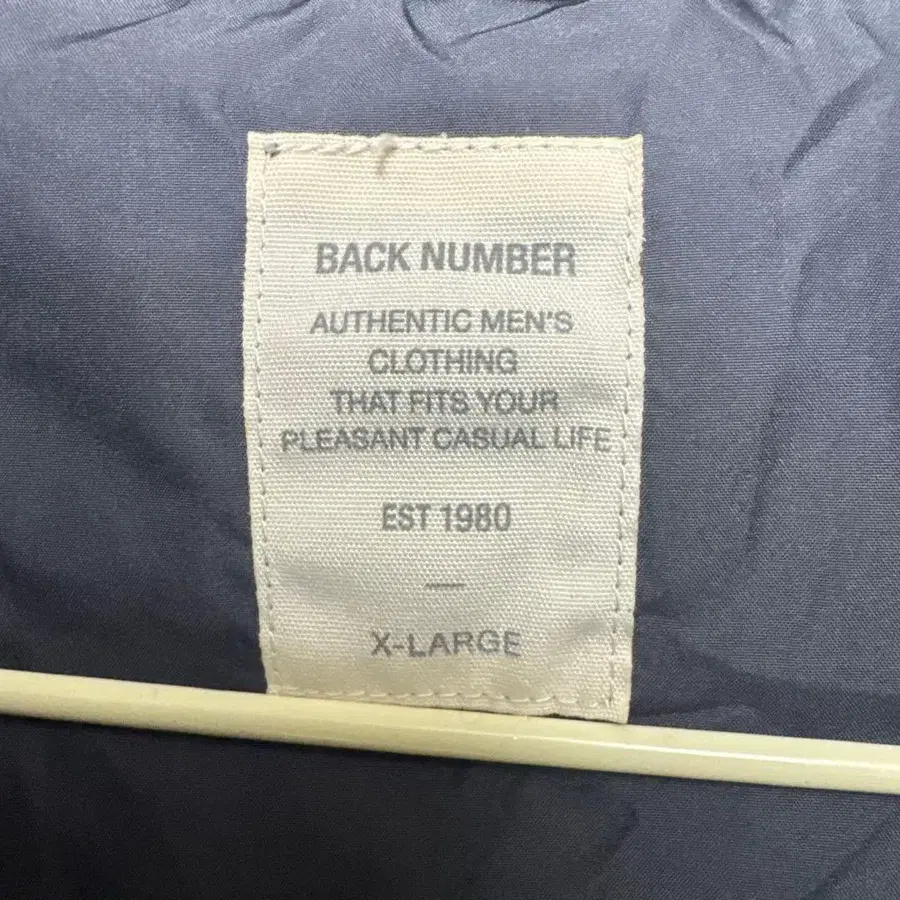 BACK NUMBER
AUTHENTIC MEN'S
CLOTHING
THAT FITS YOUR
PLEASANT CASUAL LIFE
EST 1980
—
X-LARGE